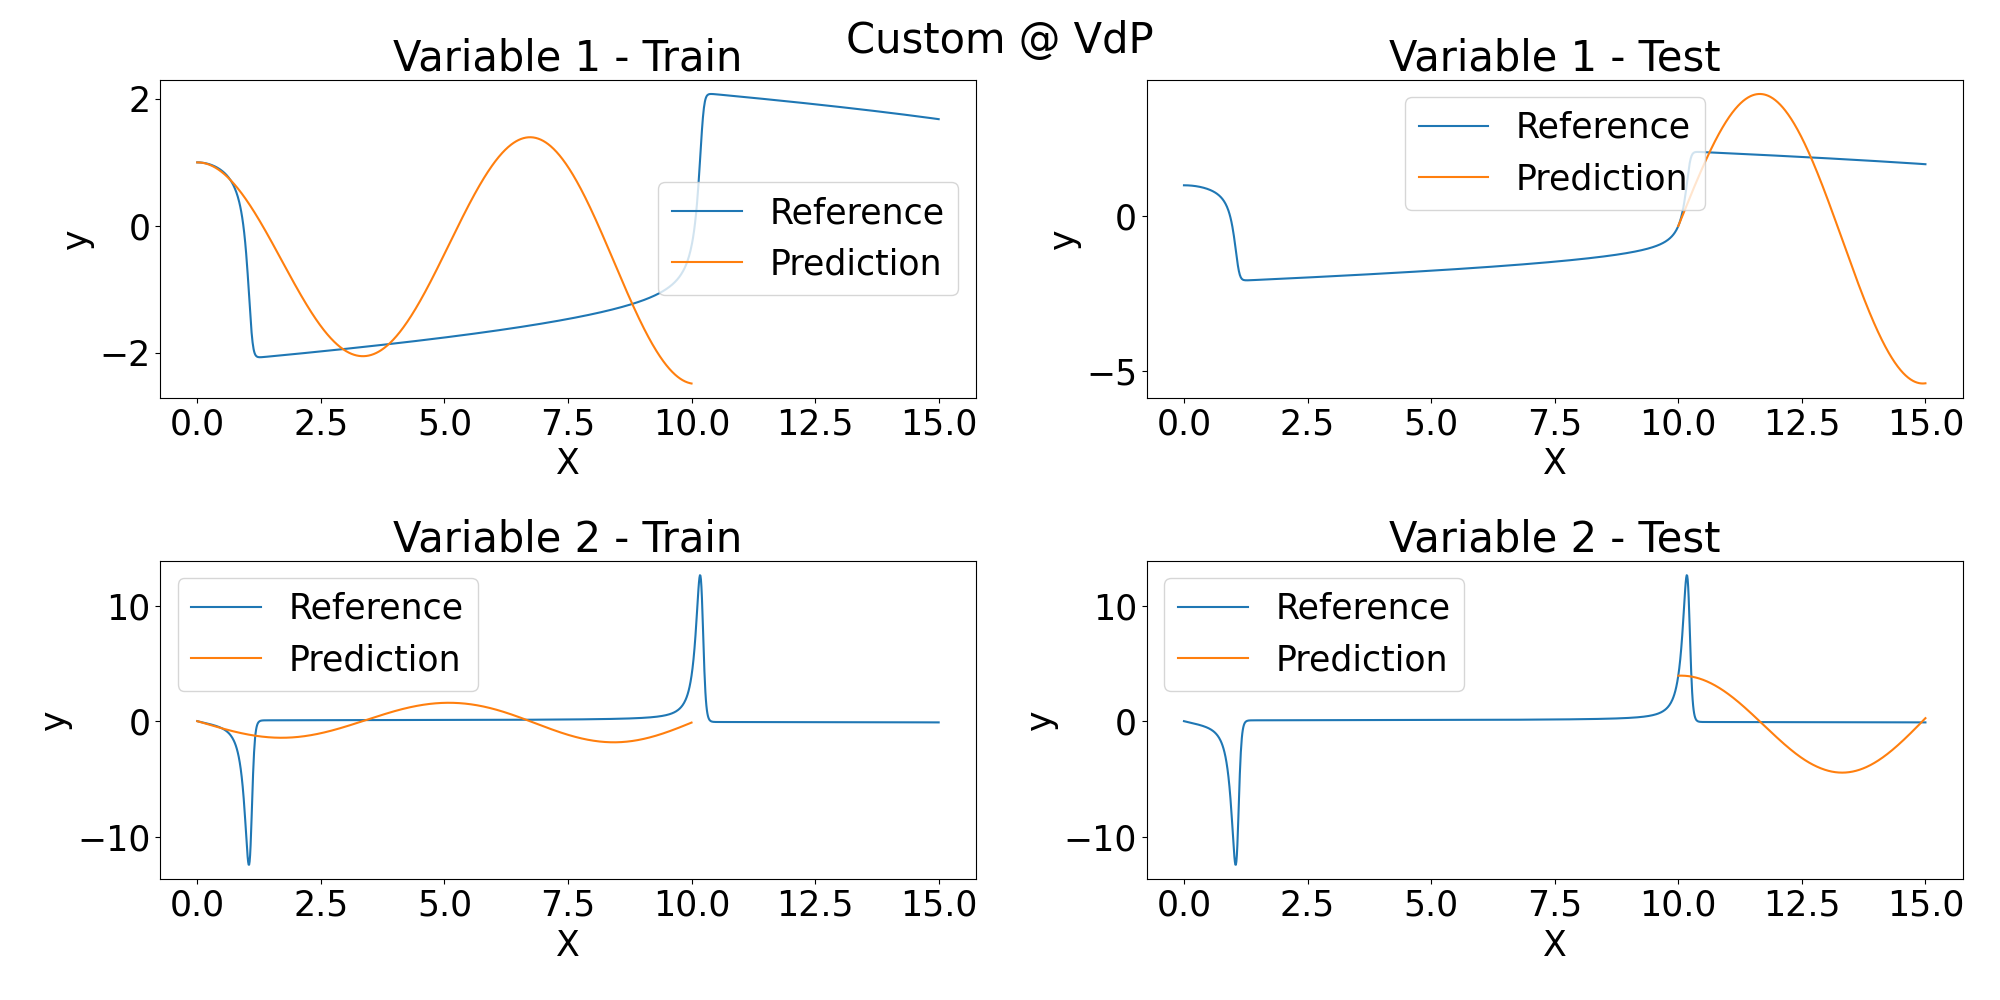 Custom @ VdP
Variable 1 - Train
2
0
−2
y
Reference
Prediction
0.0 2.5 5.0 7.5 10.0 12.5 15.0
X
Variable 1 - Test
0
−5
y
Reference
Prediction
0.0 2.5 5.0 7.5 10.0 12.5 15.0
X
Variable 2 - Train
10
0
−10
y
Reference
Prediction
0.0 2.5 5.0 7.5 10.0 12.5 15.0
X
Variable 2 - Test
10
0
−10
y
Reference
Prediction
0.0 2.5 5.0 7.5 10.0 12.5 15.0
X